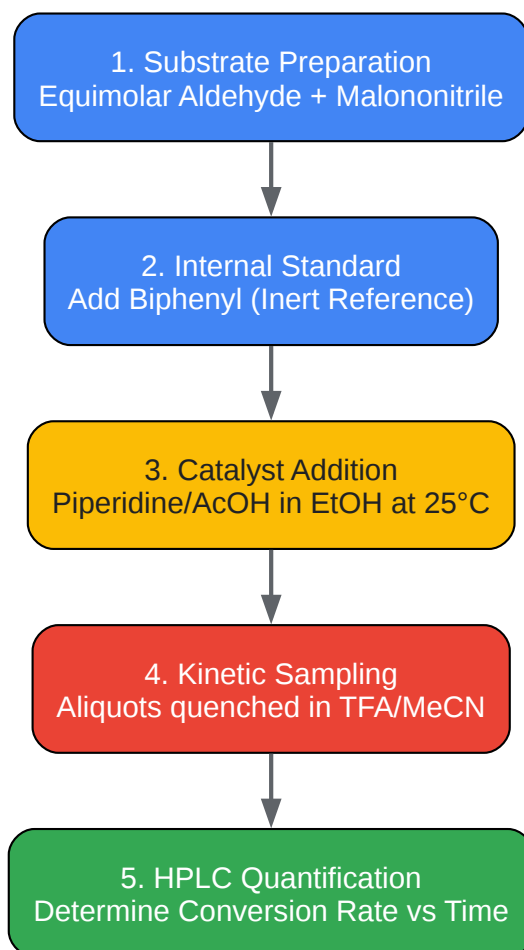 1. Substrate Preparation
Equimolar Aldehyde + Malononitrile
2. Internal Standard
Add Biphenyl (Inert Reference)
3. Catalyst Addition
Piperidine/AcOH in EtOH at 25°C
4. Kinetic Sampling
Aliquots quenched in TFA/MeCN
5. HPLC Quantification
Determine Conversion Rate vs Time